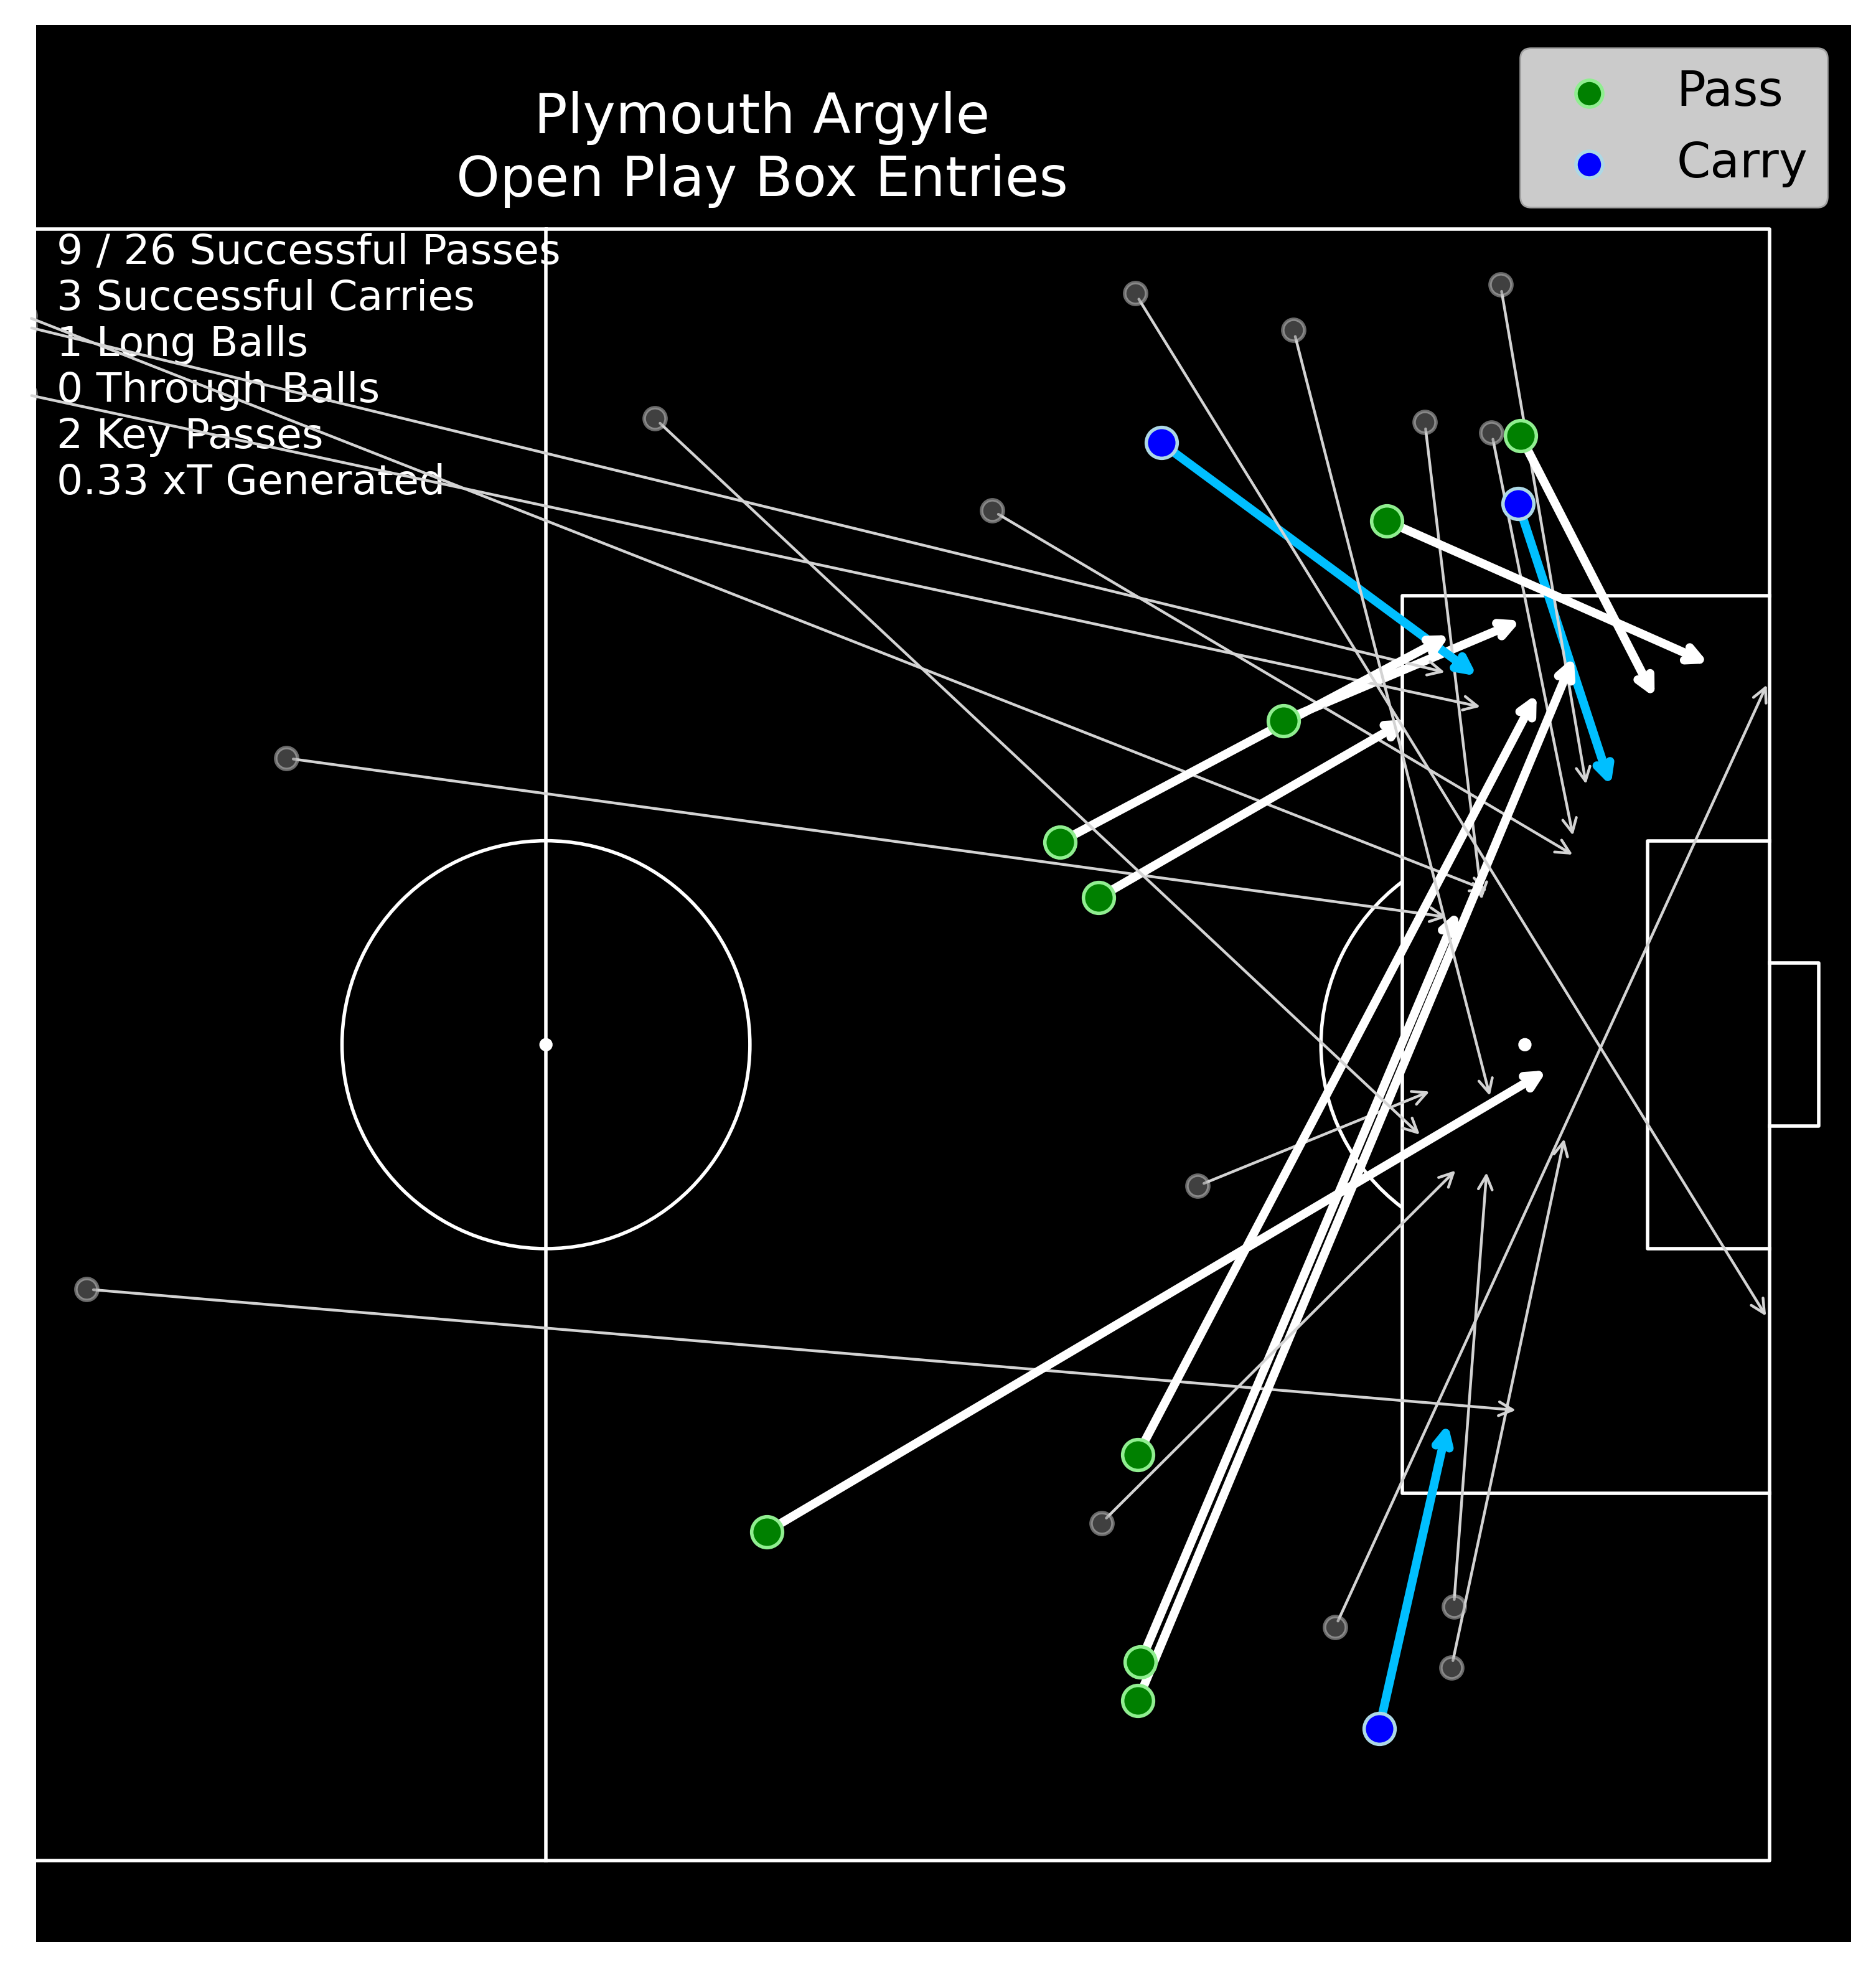 Plymouth Argyle
Open Play Box Entries
Pass
Carry
9 / 26 Successful Passes
3 Successful Carries
1 Long Balls
0 Through Balls
2 Key Passes
0.33 xT Generated